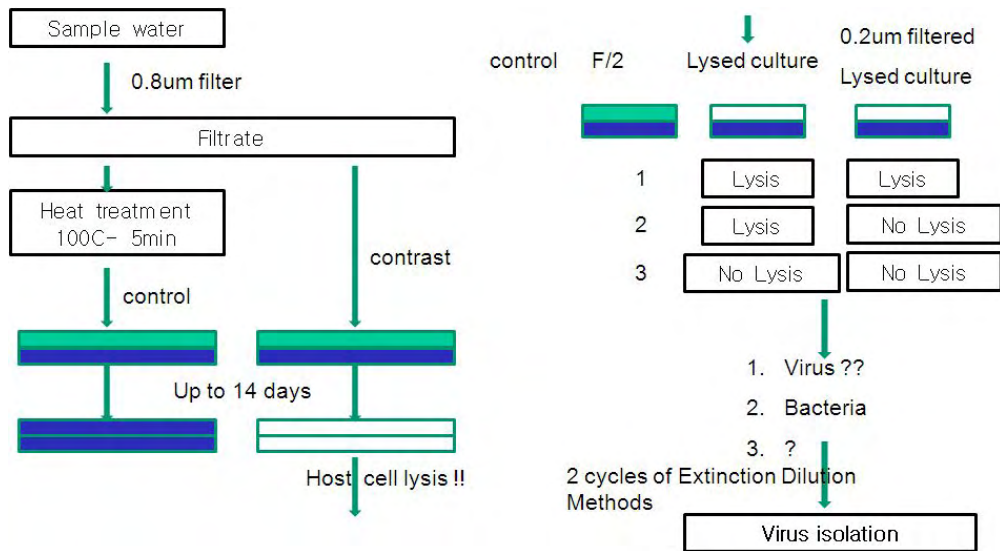 Sample water
0.8um filter
Filtrate
Heat treatment
100C- 5min
contrast
control
Up to 14 days
Host cell lysis !!
control F/2 Lysed culture
0.2um filtered
Lysed culture
1 Lysis Lysis
2 Lysis No Lysis
3 No Lysis No Lysis
1. Virus ??
2. Bacteria
3. ?
2 cycles of Extinction Dilution
Methods
Virus isolation